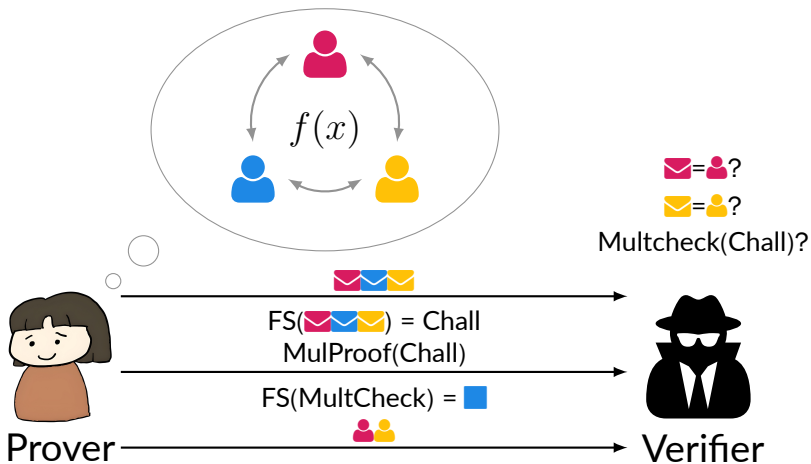 f(x)
=?
=?
Multcheck(Chall)?
FS() = Chall
MulProof(Chall)
FS(MultCheck) =
Prover
Verifier